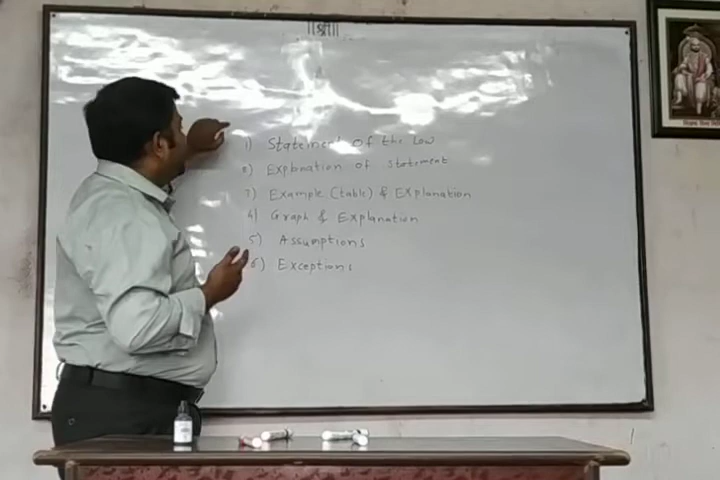 ॥श्री॥
1) Statement of the Law
2) Explanation of statement
3) Example (table) & Explanation
4) Graph & Explanation
5) Assumptions
6) Exceptions